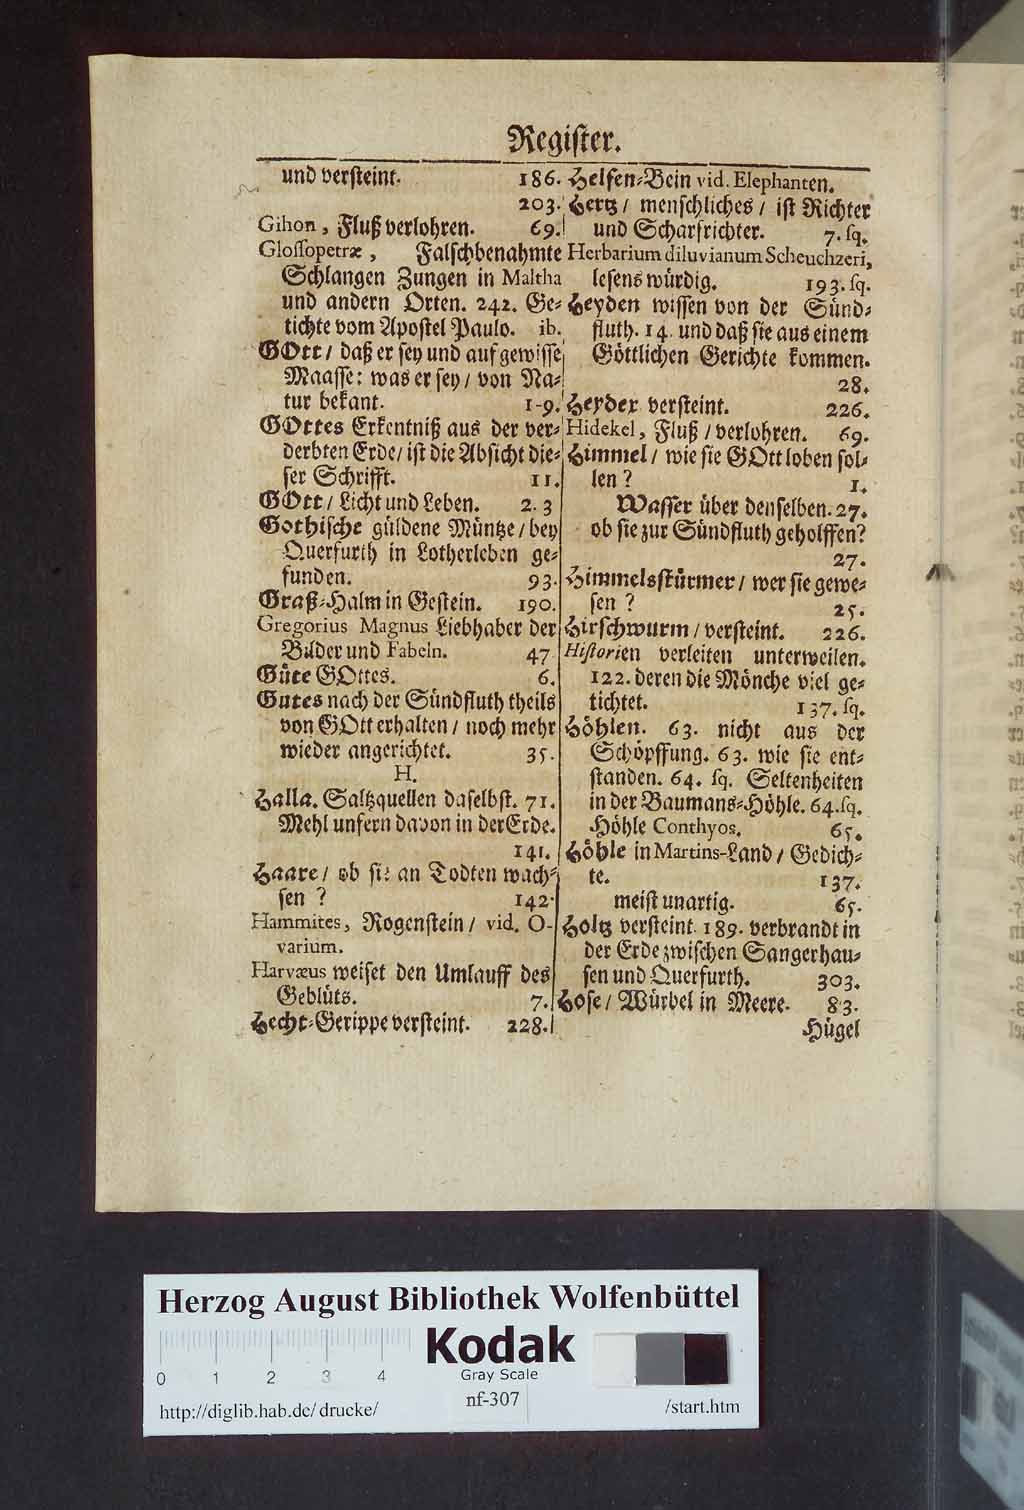 Regiſter.
und verſteint. 186.
203.
Gihon, Fluß verlohren. 69.
Gloſſopetræ, Falſchbenahmte
Schlangen Zungen in Maltha
und andern Orten. 242. Ge⸗
tichte vom Apoſtel Paulo. ib.
GOtt/ daß er ſey und auf gewiſſe
Maaſſe: was er ſey/ von Na⸗
tur bekant. 1-9.
GOttes Erkentniß aus der ver⸗
derbten Erde/ iſt die Abſicht die⸗
ſer Schrifft. 11.
GOtt/ Licht und Leben. 2. 3
Gothiſche güldene Müntze/ bey
Querfurth in Lotherleben ge⸗
funden. 93.
Graß⸗Halm in Geſtein. 190.
Gregorius Magnus Liebhaber der
Bilder und Fabeln. 47
Güte GOttes. 6.
Gutes nach der Sündfluth theils
von GOtt erhalten/ noch mehr
wieder angerichtet. 35.
H.
Halla. Saltzquellen daſelbſt. 71.
Mehl unfern davon in der Erde.
141.
Haare/ ob ſie an Todten wach⸗
ſen ? 142.
Hammites, Rogenſtein/ vid. O-
varium.
Harvæus weiſet den Umlauff des
Geblüts. 7.
Hecht⸗Gerippe verſteint. 228.
Helfen⸗Bein vid. Elephanten.
Hertz/ menſchliches/ iſt Richter
und Scharfrichter. 7. ſq.
Herbarium diluvianum Scheuchzeri,
leſens würdig. 193. ſq.
Heyden wiſſen von der Sünd⸗
fluth. 14. und daß ſie aus einem
Göttlichen Gerichte kommen.
28.
Heyder verſteint. 226.
Hidekel, Fluß/ verlohren. 69.
Himmel/ wie ſie GOtt loben ſol⸗
len ? 1.
Waſſer über denſelben. 27.
ob ſie zur Sündfluth geholffen?
27.
Himmelsſtürmer/ wer ſie gewe⸗
ſen ? 25.
Hirſchwurm/ verſteint. 226.
Hiſtorien verleiten unterweilen.
122. deren die Mönche viel ge⸗
tichtet. 137. ſq.
Höhlen. 63. nicht aus der
Schöpffung. 63. wie ſie ent⸗
ſtanden. 64. ſq. Seltenheiten
in der Baumans⸗Höhle. 64. ſq.
Höhle Conthyos. 65.
Höhle in Martins-Land/ Gedich⸗
te. 137.
meiſt unartig. 65.
Holtz verſteint. 189. verbrandt in
der Erde zwiſchen Sangerhau⸗
ſen und Querfurth. 303.
Hoſe/ Würbel in Meere. 83.
Hügel
Herzog August Bibliothek Wolfenbüttel
Kodak
0 1 2 3 4
Gray Scale
nf-307
http://diglib.hab.de/drucke/ /start.htm